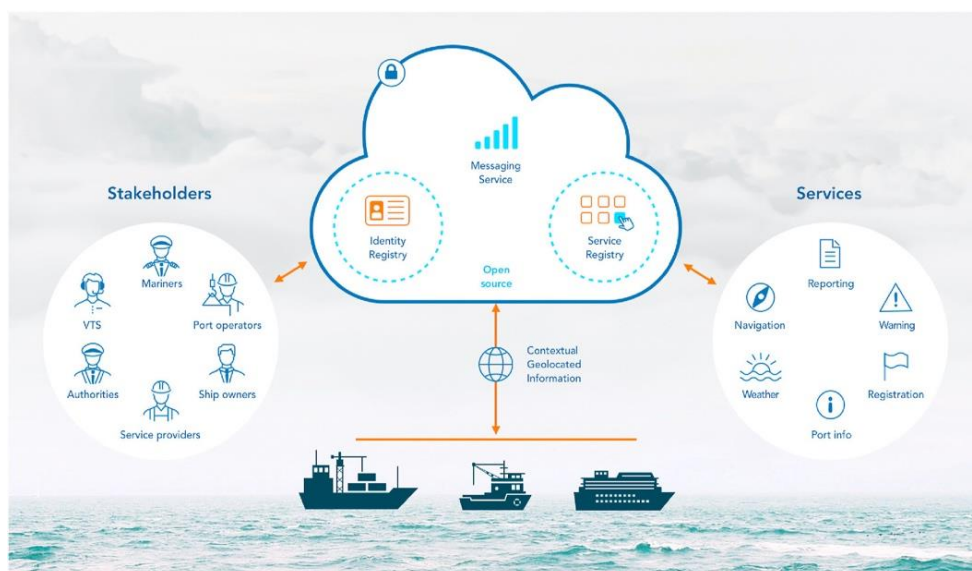 Messaging
Service
Stakeholders
Services
Identity
Registry
Service
Registry
Open
source
Mariners
VTS
Port operators
Authorities
Ship owners
Service providers
Contextual
Geolocated
Information
Reporting
Navigation
Warning
Weather
Registration
Port info